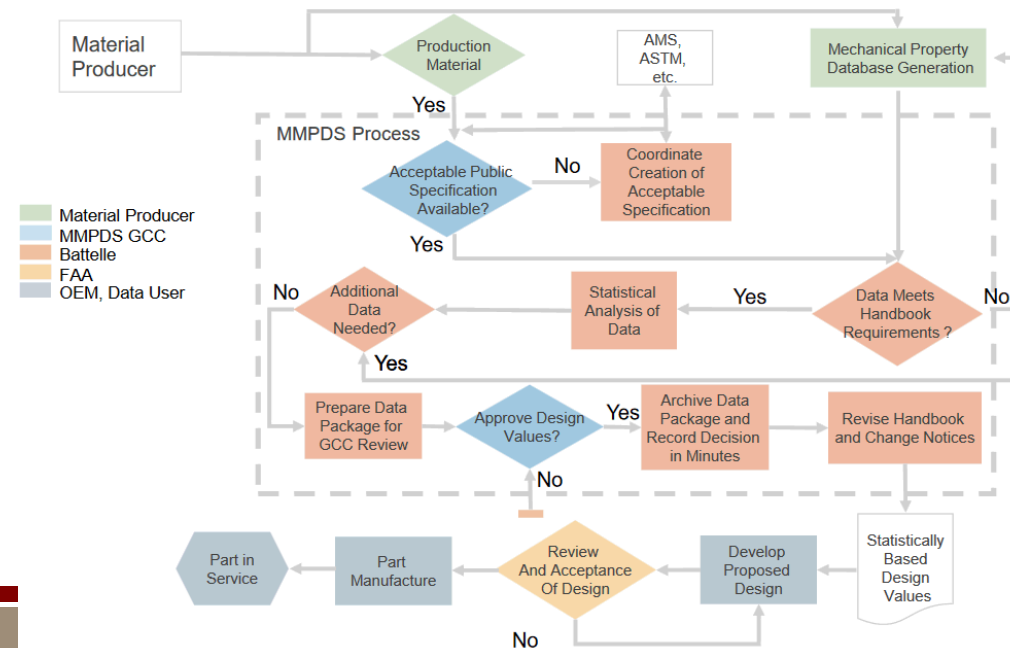 Material
Producer
Production
Material
AMS,
ASTM,
etc.
Mechanical Property
Database Generation
Yes
MMPDS Process
Acceptable Public
Specification
Available?
No
Coordinate
Creation of
Acceptable
Specification
Yes
Material Producer
MMPDS GCC
Battelle
FAA
OEM, Data User
No
Additional
Data
Needed?
Statistical
Analysis of
Data
Yes
Data Meets
Handbook
Requirements ?
No
Yes
Prepare Data
Package for
GCC Review
Approve Design
Values?
Yes
Archive Data
Package and
Record Decision
in Minutes
Revise Handbook
and Change Notices
No
Part in
Service
Part
Manufacture
Review
And Acceptance
Of Design
Develop
Proposed
Design
Statistically
Based
Design
Values
No